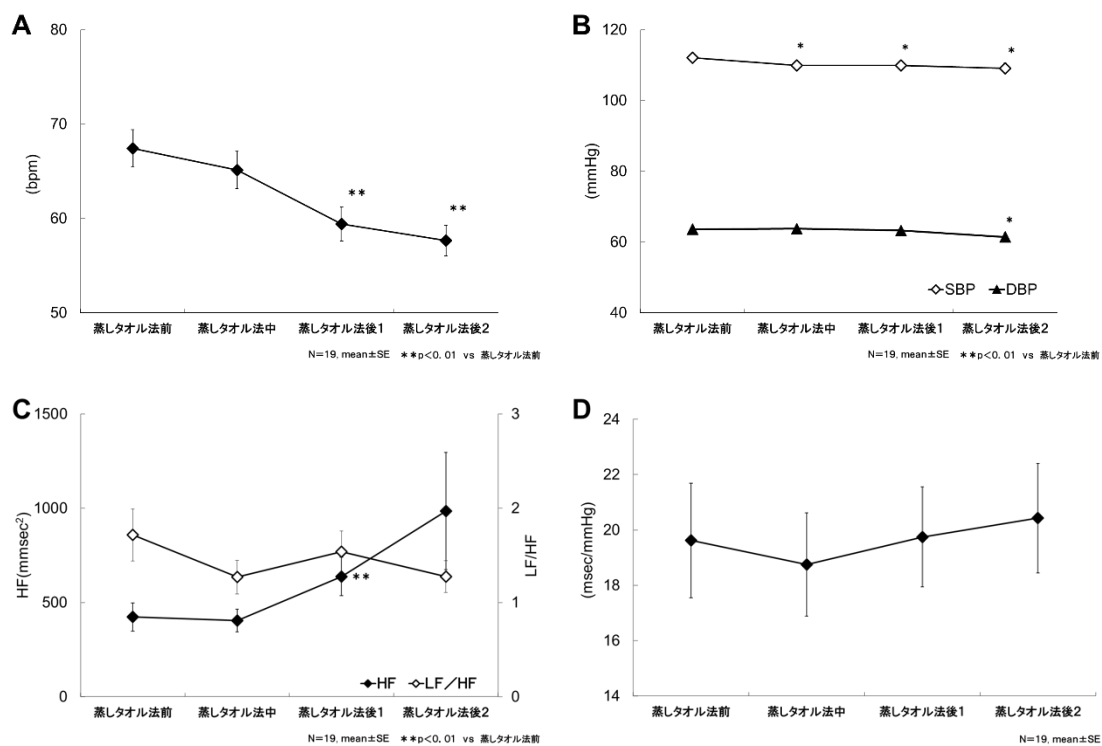 A
80
70
60
50
(bpm)
**
**
蒸しタオル法前 蒸しタオル法中 蒸しタオル法後1 蒸しタオル法後2
N=19, mean±SE **p<0.01 vs 蒸しタオル法前
B
120
100
80
60
40
(mmHg)
* * *
*
SBP DBP
蒸しタオル法前 蒸しタオル法中 蒸しタオル法後1 蒸しタオル法後2
N=19, mean±SE **p<0.01 vs 蒸しタオル法前
C
1500
1000
500
0
HF(mmsec²)
3
2
1
0
LF/HF
**
HF LF/HF
蒸しタオル法前 蒸しタオル法中 蒸しタオル法後1 蒸しタオル法後2
N=19, mean±SE **p<0.01 vs 蒸しタオル法前
D
24
22
20
18
16
14
(msec/mmHg)
蒸しタオル法前 蒸しタオル法中 蒸しタオル法後1 蒸しタオル法後2
N=19, mean±SE